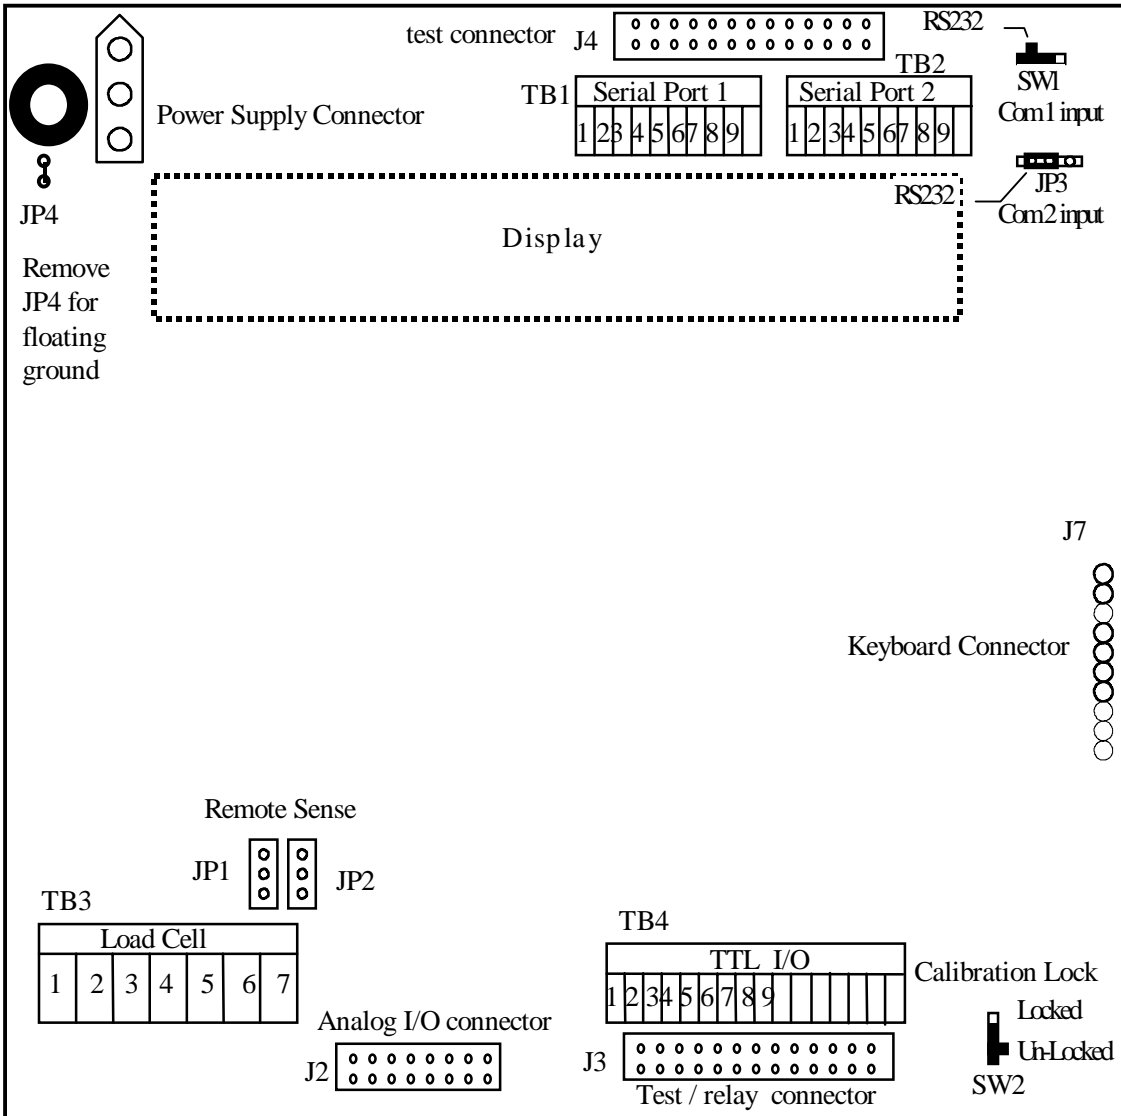 test connector J4
RS232
SW1
Com1 input
TB2
TB1
Serial Port 1
1 2 3 4 5 6 7 8 9
Serial Port 2
1 2 3 4 5 6 7 8 9
Power Supply Connector
JP4
Remove
JP4 for
floating
ground
RS232
JP3
Com2 input
Display
J7
Keyboard Connector
Remote Sense
JP1
JP2
TB3
Load Cell
1 2 3 4 5 6 7
TB4
TTL I/O
1 2 3 4 5 6 7 8 9
Calibration Lock
Locked
Un-Locked
SW2
Analog I/O connector
J2
J3
Test / relay connector